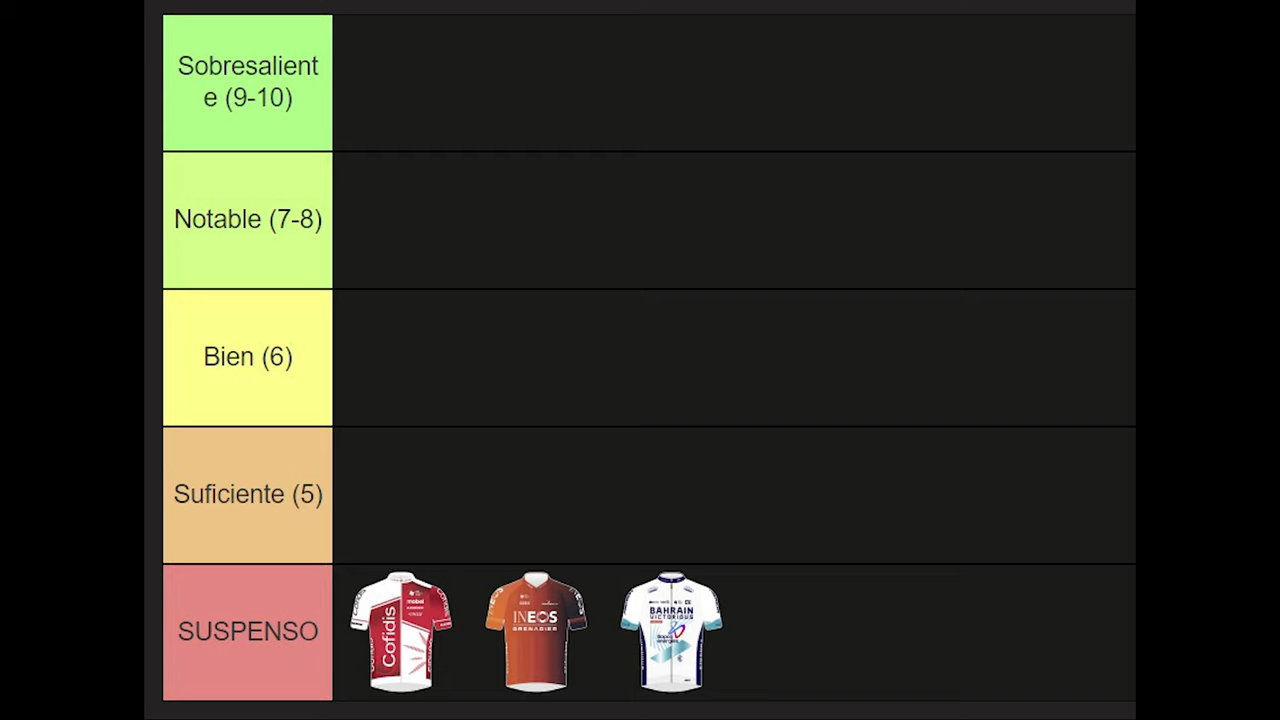 Sobresalient
e (9-10)
Notable (7-8)
Bien (6)
Suficiente (5)
SUSPENSO
Cofidis
INEOS
GRENADIER
BAHRAIN
VICTORIOUS